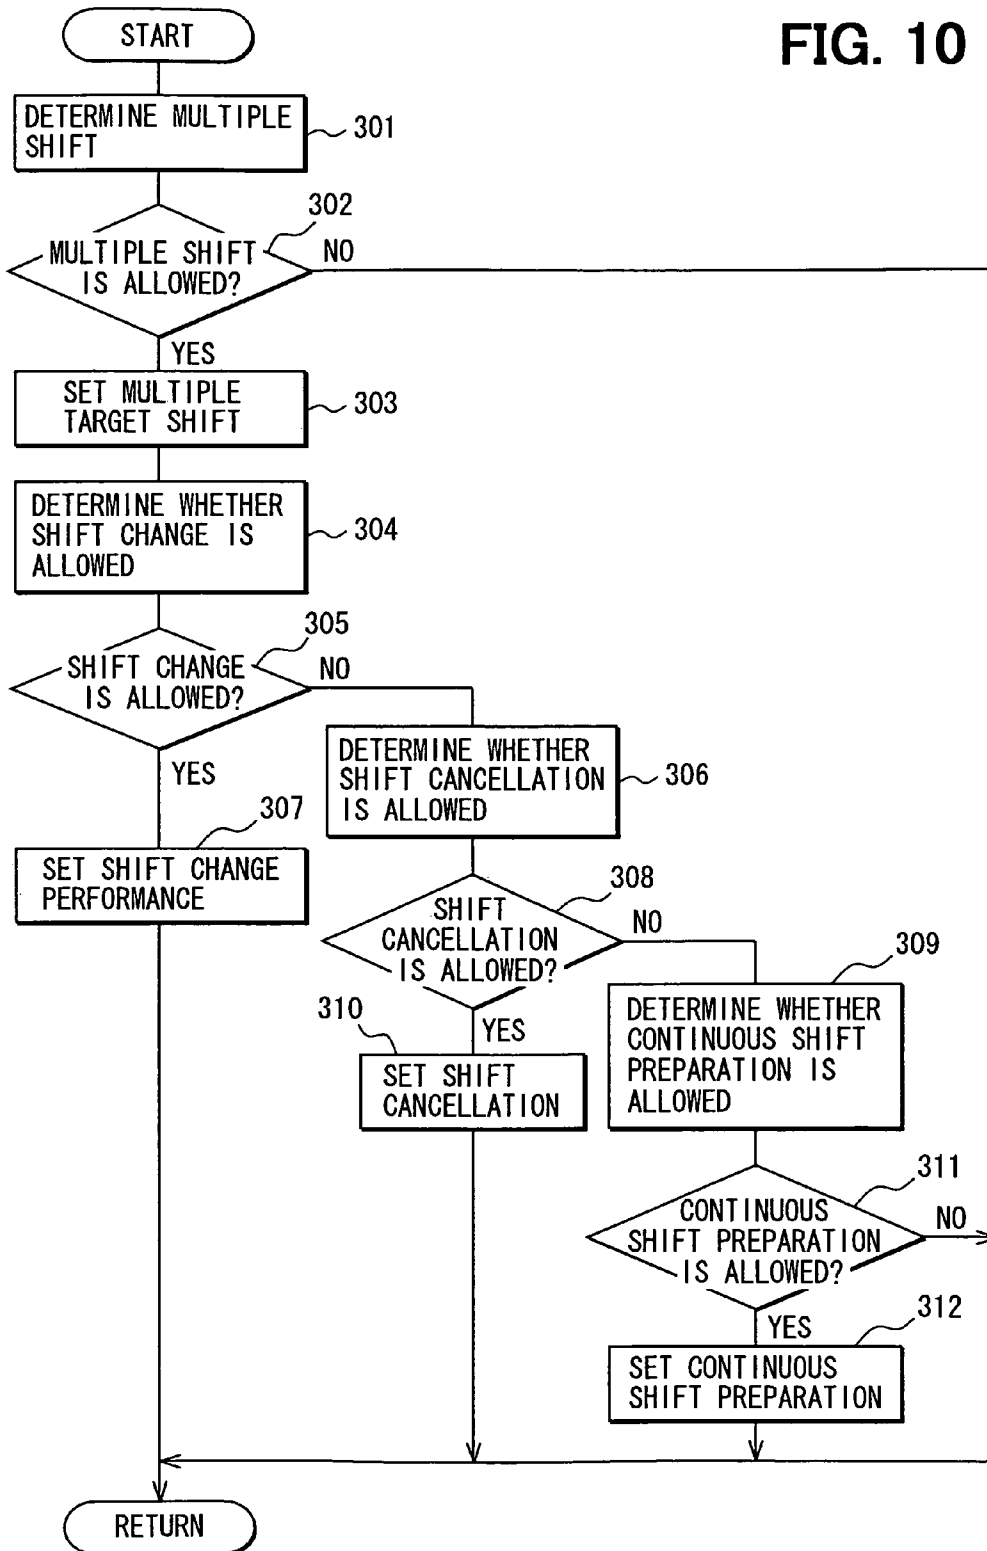 FIG. 10
START
DETERMINE MULTIPLE
SHIFT
301
302
MULTIPLE SHIFT
IS ALLOWED?
NO
YES
SET MULTIPLE
TARGET SHIFT
303
DETERMINE WHETHER
SHIFT CHANGE IS
ALLOWED
304
305
SHIFT CHANGE
IS ALLOWED?
NO
YES
DETERMINE WHETHER
SHIFT CANCELLATION
IS ALLOWED
306
307
SET SHIFT CHANGE
PERFORMANCE
308
SHIFT
CANCELLATION
IS ALLOWED?
NO
YES
309
DETERMINE WHETHER
CONTINUOUS SHIFT
PREPARATION IS
ALLOWED
310
SET SHIFT
CANCELLATION
311
CONTINUOUS
SHIFT PREPARATION
IS ALLOWED?
NO
YES
312
SET CONTINUOUS
SHIFT PREPARATION
RETURN